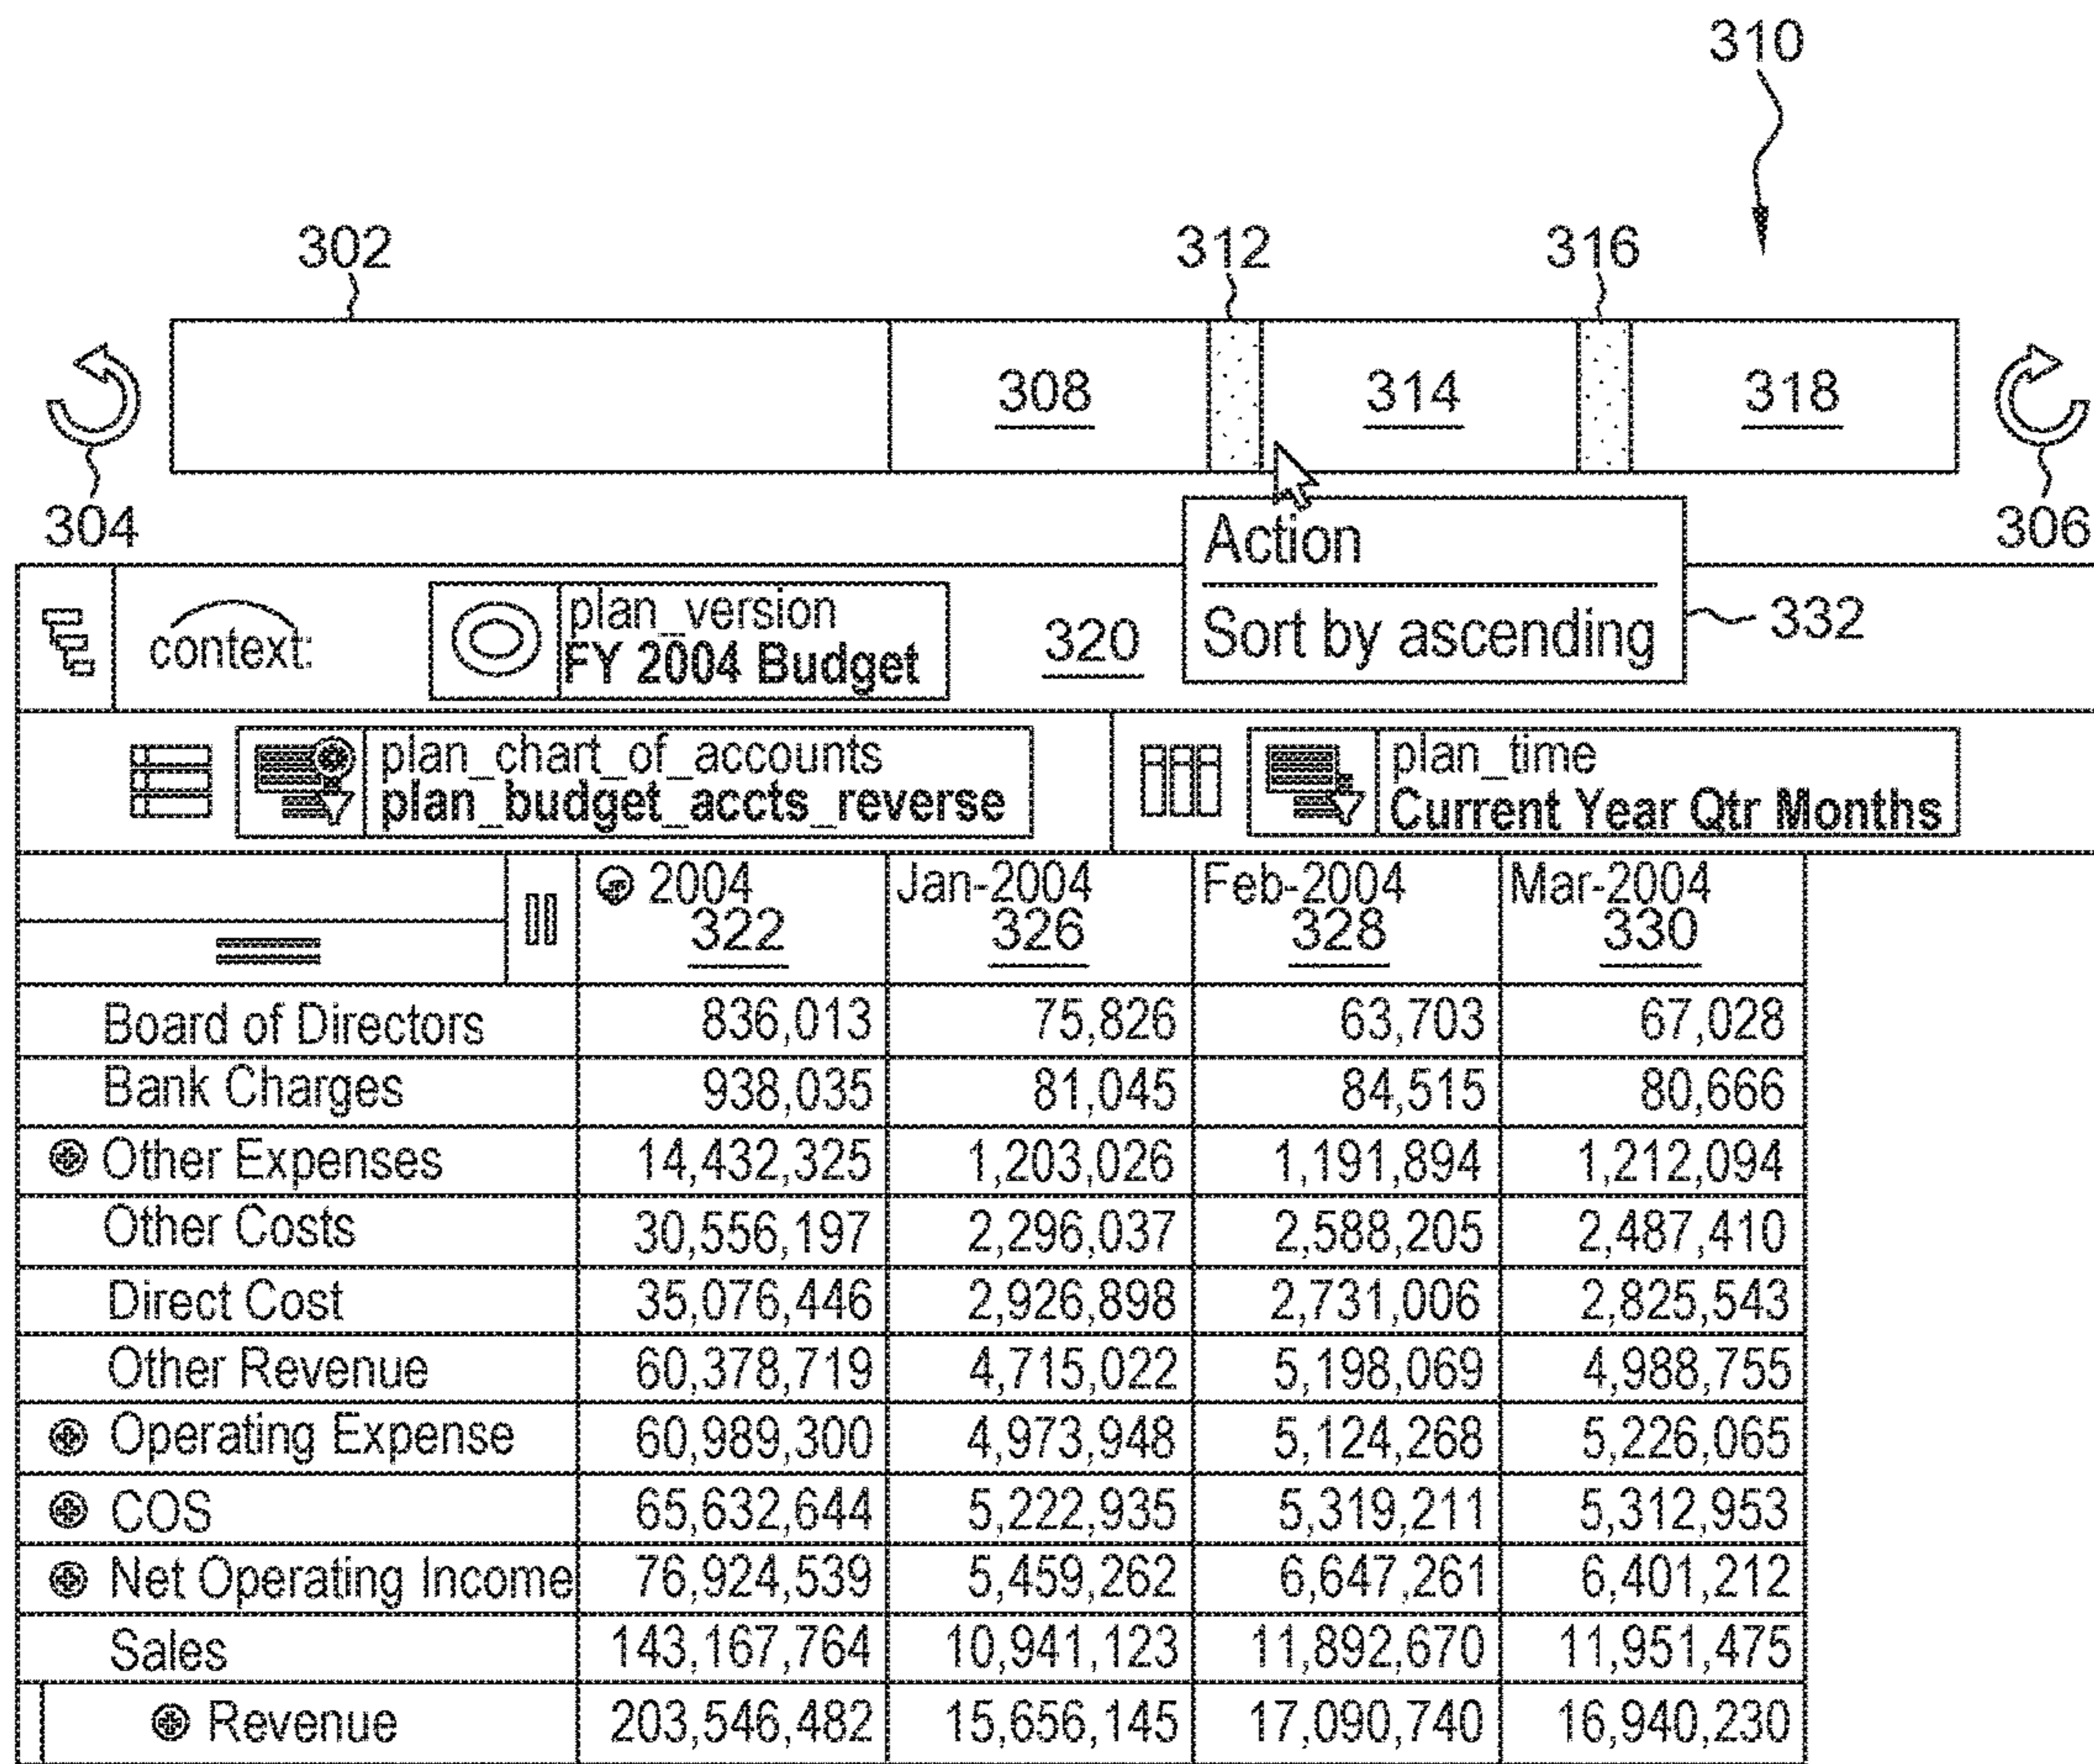 310
302 312 316
308 314 318
304 306
Action
Sort by ascending
332
context:
plan_version
FY 2004 Budget
320
plan_chart_of_accounts
plan_budget_accts_reverse
plan_time
Current Year Qtr Months
2004 Jan-2004 Feb-2004 Mar-2004
322 326 328 330
Board of Directors 836,013 75,826 63,703 67,028
Bank Charges 938,035 81,045 84,515 80,666
Other Expenses 14,432,325 1,203,026 1,191,894 1,212,094
Other Costs 30,556,197 2,296,037 2,588,205 2,487,410
Direct Cost 35,076,446 2,926,898 2,731,006 2,825,543
Other Revenue 60,378,719 4,715,022 5,198,069 4,988,755
Operating Expense 60,989,300 4,973,948 5,124,268 5,226,065
COS 65,632,644 5,222,935 5,319,211 5,312,953
Net Operating Income 76,924,539 5,459,262 6,647,261 6,401,212
Sales 143,167,764 10,941,123 11,892,670 11,951,475
Revenue 203,546,482 15,656,145 17,090,740 16,940,230